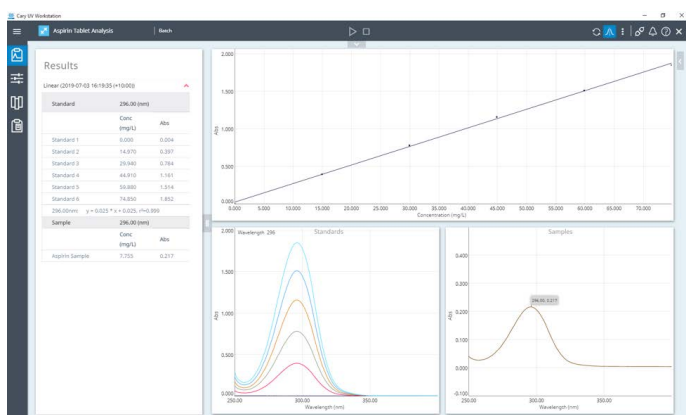 Cary UV Workstation
Aspirin Tablet Analysis
Batch
Results
Linear (2019-07-03 16:19:35 (+10:00))
Standard 296.00 (nm)
Conc (mg/L) Abs
Standard 1 0.000 0.004
Standard 2 14.970 0.397
Standard 3 29.940 0.784
Standard 4 44.910 1.161
Standard 5 59.880 1.514
Standard 6 74.850 1.852
296.00nm y = 0.025 * x + 0.025, r²=0.999
Sample 296.00 (nm)
Conc (mg/L) Abs
Aspirin Sample 7.755 0.217
2.000
1.500
1.000
0.500
0.005
Abs
0.000 5.000 10.000 15.000 20.000 25.000 30.000 35.000 40.000 45.000 50.000 55.000 60.000 65.000 70.000
Concentration (mg/L)
Wavelength 296
Standards
2.000
1.500
1.000
0.500
0.000
Abs
250.00 300.00 350.00
Wavelength (nm)
Samples
0.400
0.300
0.200
0.100
0.000
-0.100
Abs
296.00, 0.217
250.00 300.00 350.00
Wavelength (nm)